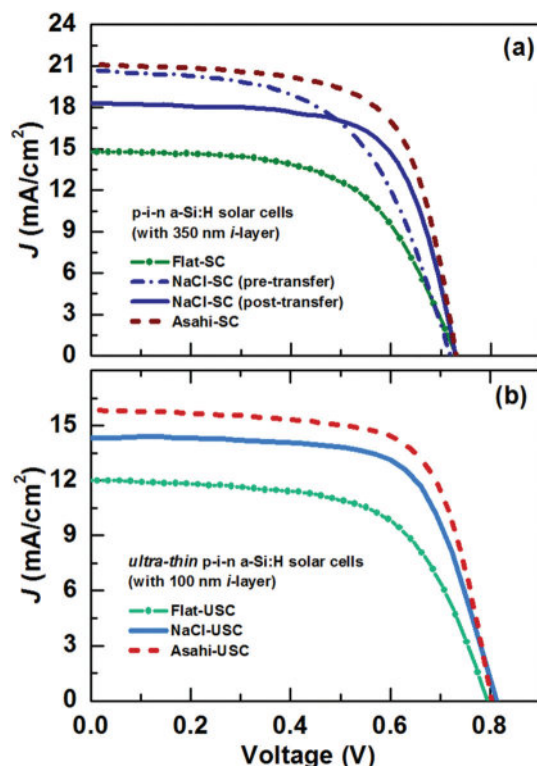 24
21
18
15
12
9
6
3
0
J (mA/cm²)
(a)
p-i-n a-Si:H solar cells
(with 350 nm i-layer)
Flat-SC
NaCl-SC (pre-transfer)
NaCl-SC (post-transfer)
Asahi-SC
15
12
9
6
3
0
J (mA/cm²)
(b)
ultra-thin p-i-n a-Si:H solar cells
(with 100 nm i-layer)
Flat-USC
NaCl-USC
Asahi-USC
0.0 0.2 0.4 0.6 0.8
Voltage (V)